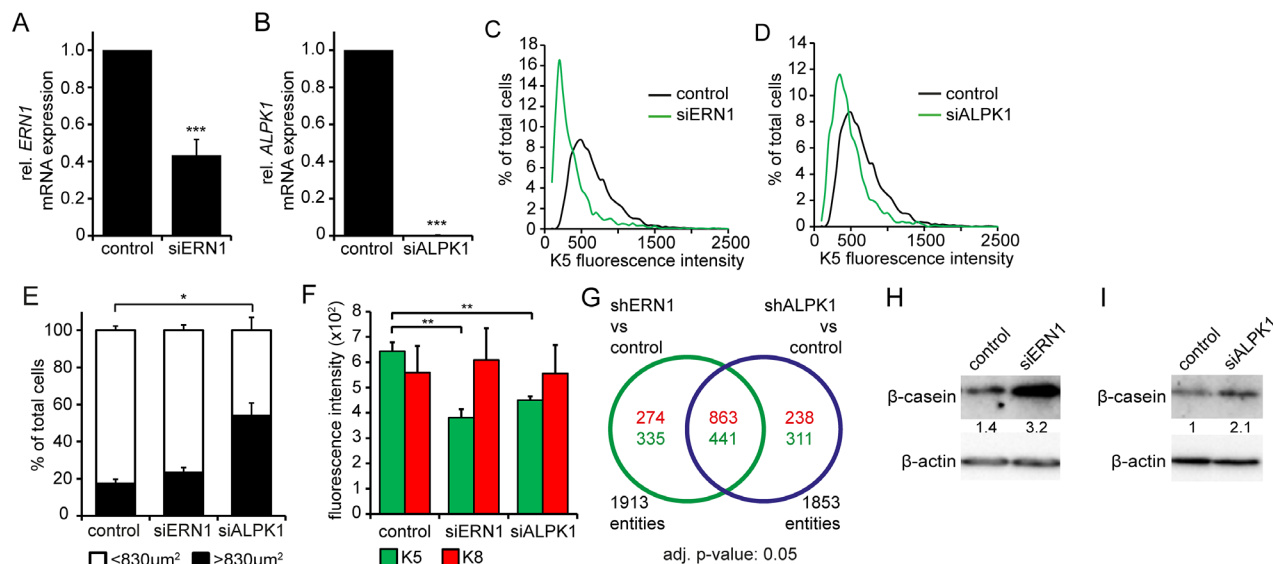 A
rel. ERN1
mRNA expression
1.0
0.8
0.6
0.4
0.2
0.0
***
control
siERN1
B
rel. ALPK1
mRNA expression
1.0
0.8
0.6
0.4
0.2
0.0
***
control
siALPK1
C
% of total cells
18
16
14
12
10
8
6
4
2
0
control
siERN1
0
500
1500
2500
K5 fluorescence intensity
D
% of total cells
14
12
10
8
6
4
2
0
control
siALPK1
0
500
1500
2500
K5 fluorescence intensity
E
% of total cells
100
80
60
40
20
0
*
control
siERN1
siALPK1
<830um²
>830um²
F
fluorescence intensity (x10²)
9
8
7
6
5
4
3
2
1
0
**
**
control
siERN1
siALPK1
K5
K8
G
shERN1
vs
control
shALPK1
vs
control
274
863
238
335
441
311
1913
entities
1853
entities
adj. p-value: 0.05
H
control
siERN1
β-casein
1.4
3.2
β-actin
I
control
siALPK1
β-casein
1
2.1
β-actin